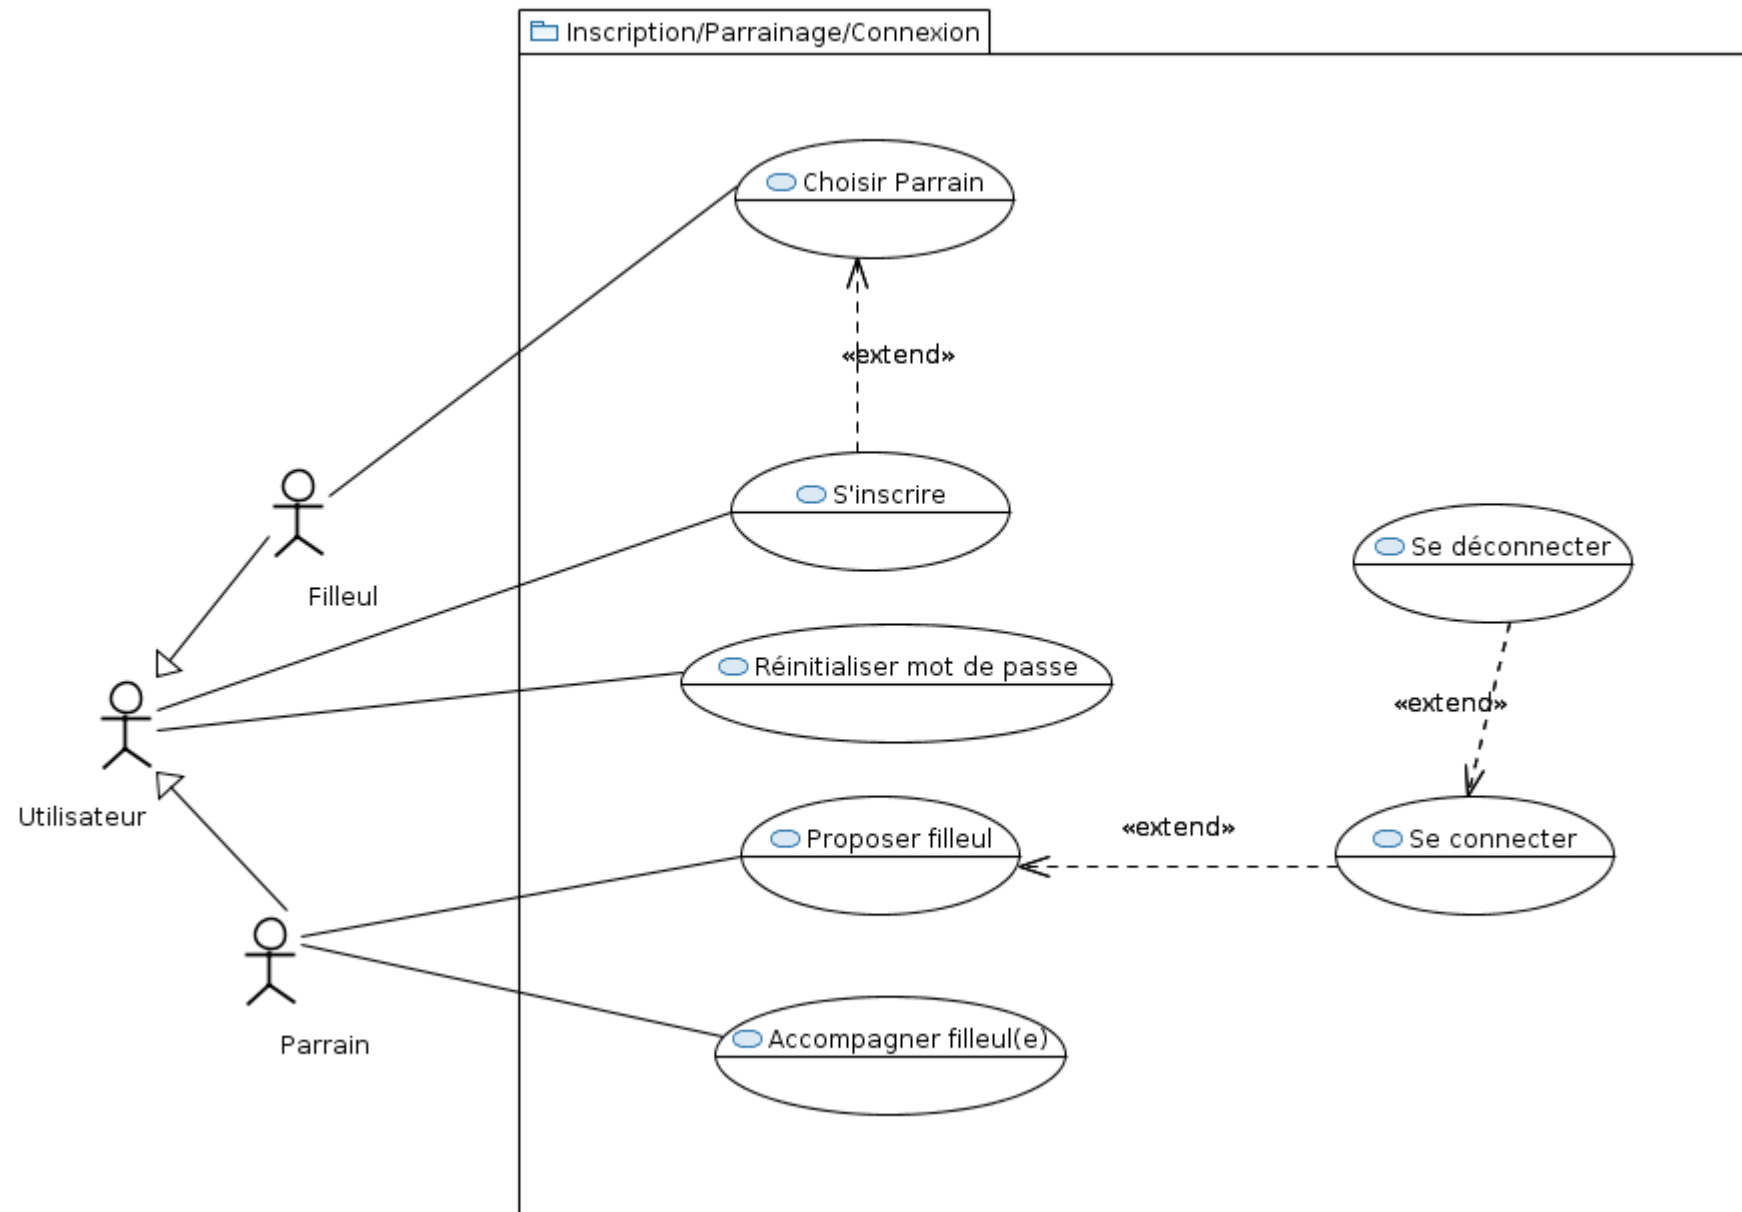 Inscription/Parrainage/Connexion
Choisir Parrain
«extend»
S'inscrire
Se déconnecter
Filleul
Réinitialiser mot de passe
«extend»
Utilisateur
Proposer filleul
«extend»
Se connecter
Parrain
Accompagner filleul(e)